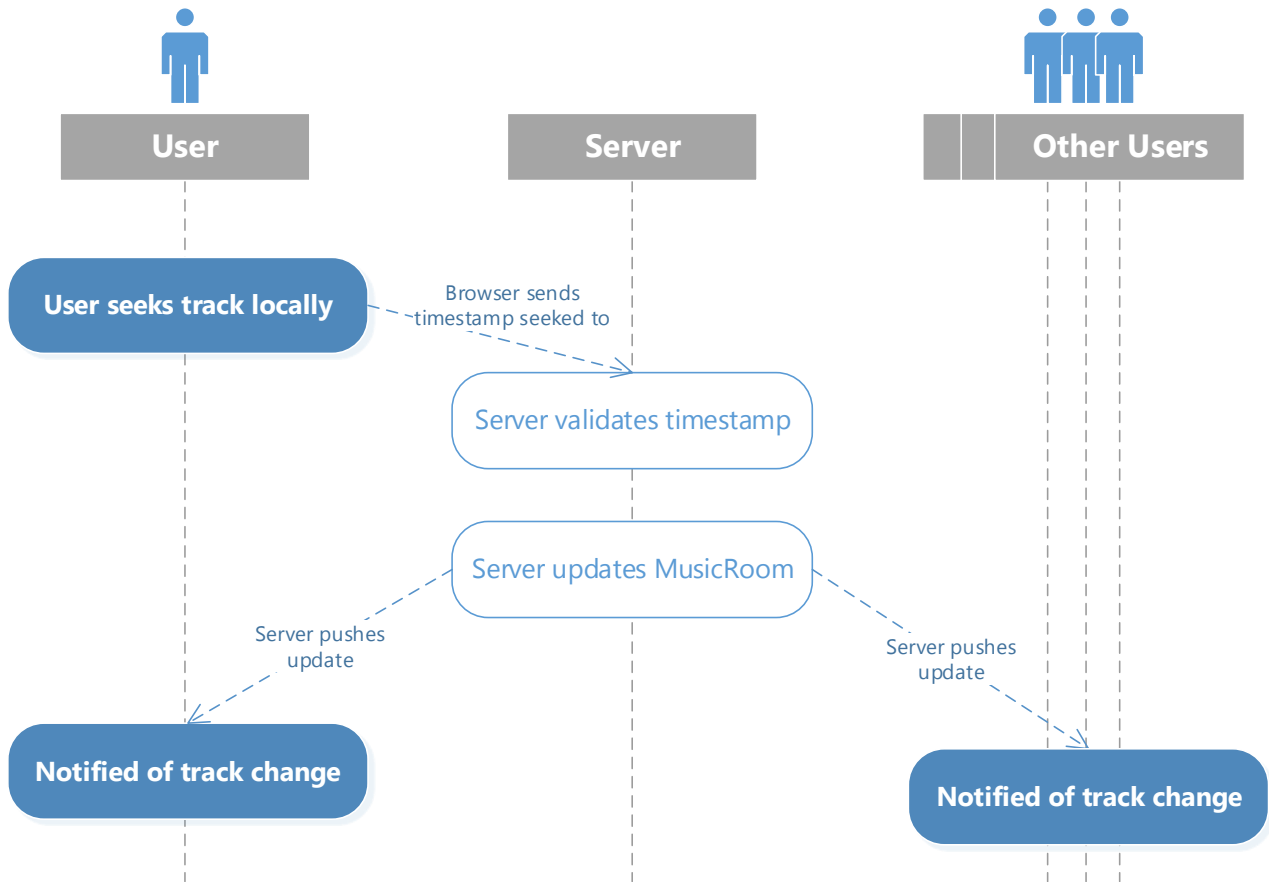 User
Server
Other Users
User seeks track locally
Browser sends
timestamp seeked to
Server validates timestamp
Server updates MusicRoom
Server pushes
update
Server pushes
update
Notified of track change
Notified of track change